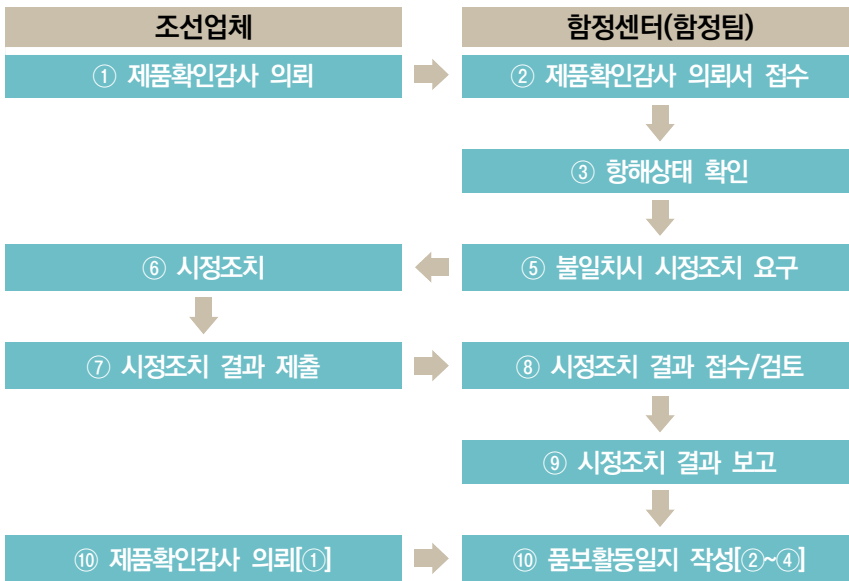 조선업체
함정센터(함정팀)
① 제품확인감사 의뢰
② 제품확인감사 의뢰서 접수
③ 항해상태 확인
⑥ 시정조치
⑤ 불일치시 시정조치 요구
⑦ 시정조치 결과 제출
⑧ 시정조치 결과 접수/검토
⑨ 시정조치 결과 보고
⑩ 제품확인감사 의뢰[①]
⑩ 품보활동일지 작성[②~④]